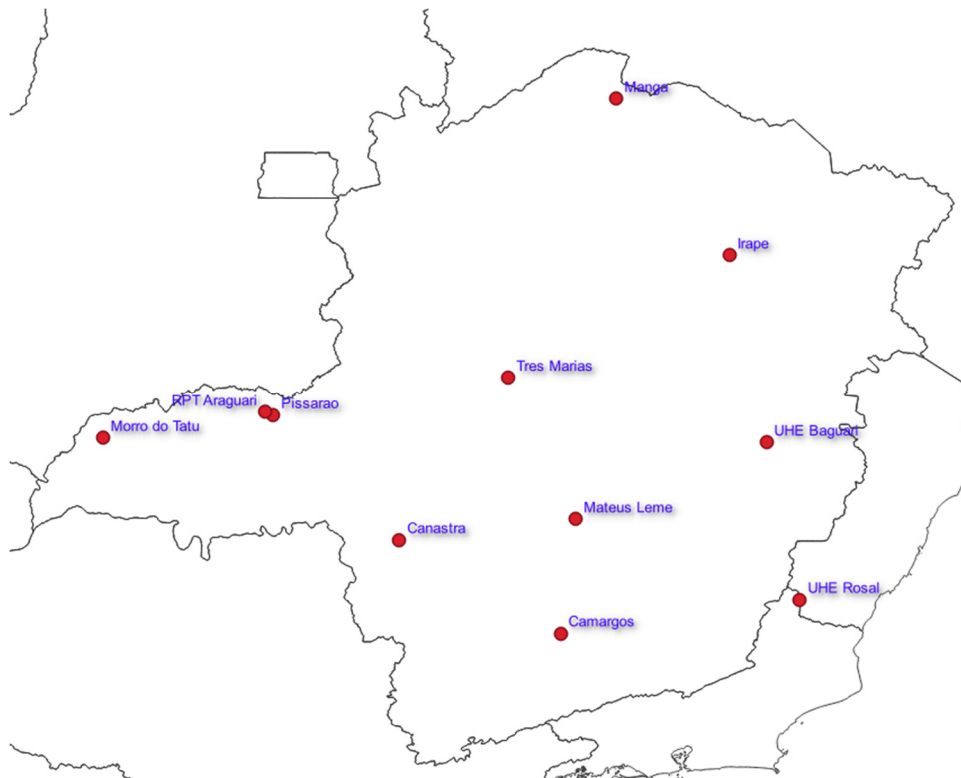 Manga
Irape
Tres Marias
RPT Araguari
Pissarao
Morro do Tatu
UHE Baguari
Mateus Leme
Canastra
UHE Rosal
Camargos